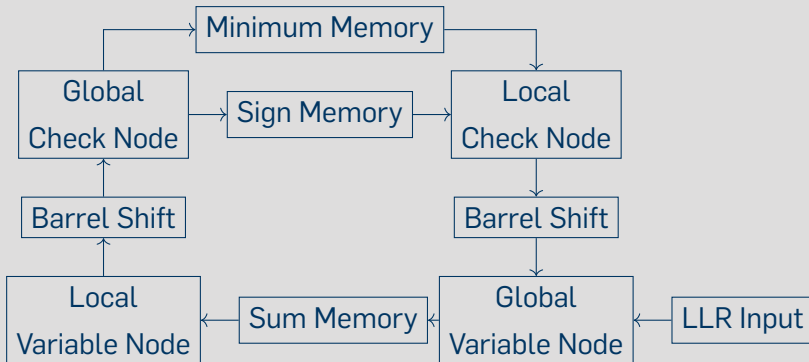 Minimum Memory
Global
Check Node
Sign Memory
Local
Check Node
Barrel Shift
Barrel Shift
Local
Variable Node
Sum Memory
Global
Variable Node
LLR Input